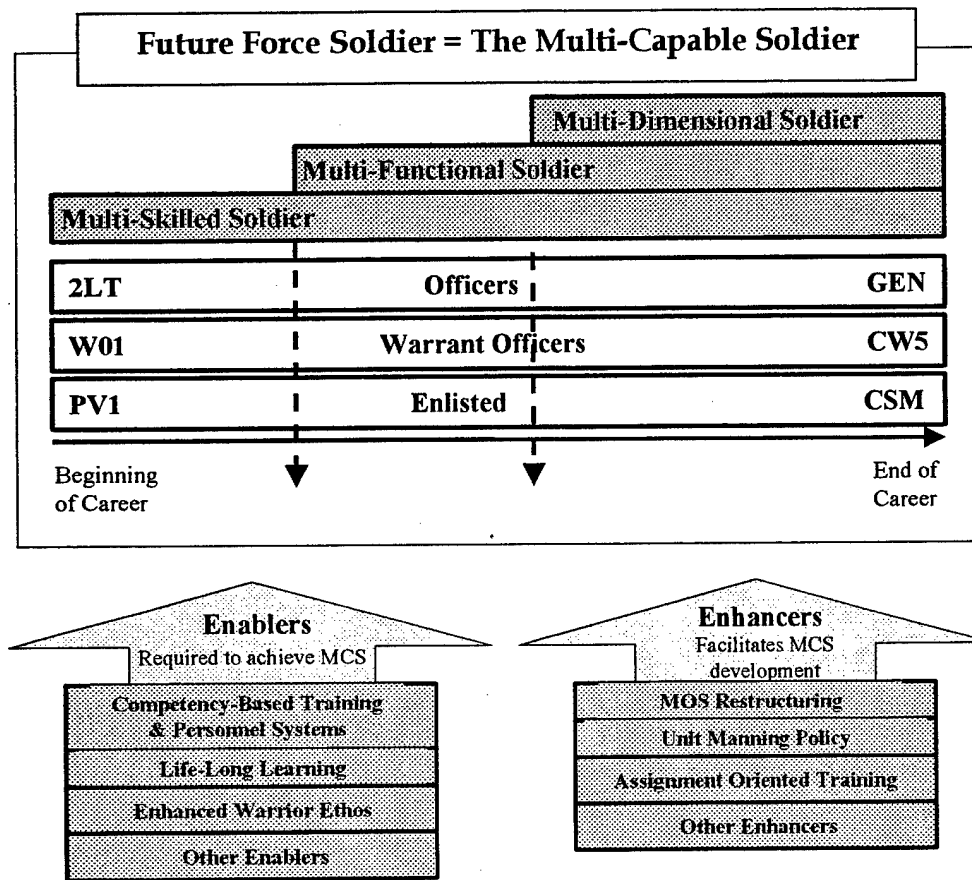 Future Force Soldier = The Multi-Capable Soldier
Multi-Dimensional Soldier
Multi-Functional Soldier
Multi-Skilled Soldier
2LT Officers GEN
W01 Warrant Officers CW5
PV1 Enlisted CSM
Beginning
of Career
End of
Career
Enablers
Required to achieve MCS
Competency-Based Training
& Personnel Systems
Life-Long Learning
Enhanced Warrior Ethos
Other Enablers
Enhancers
Facilitates MCS
development
MOS Restructuring
Unit Manning Policy
Assignment Oriented Training
Other Enhancers